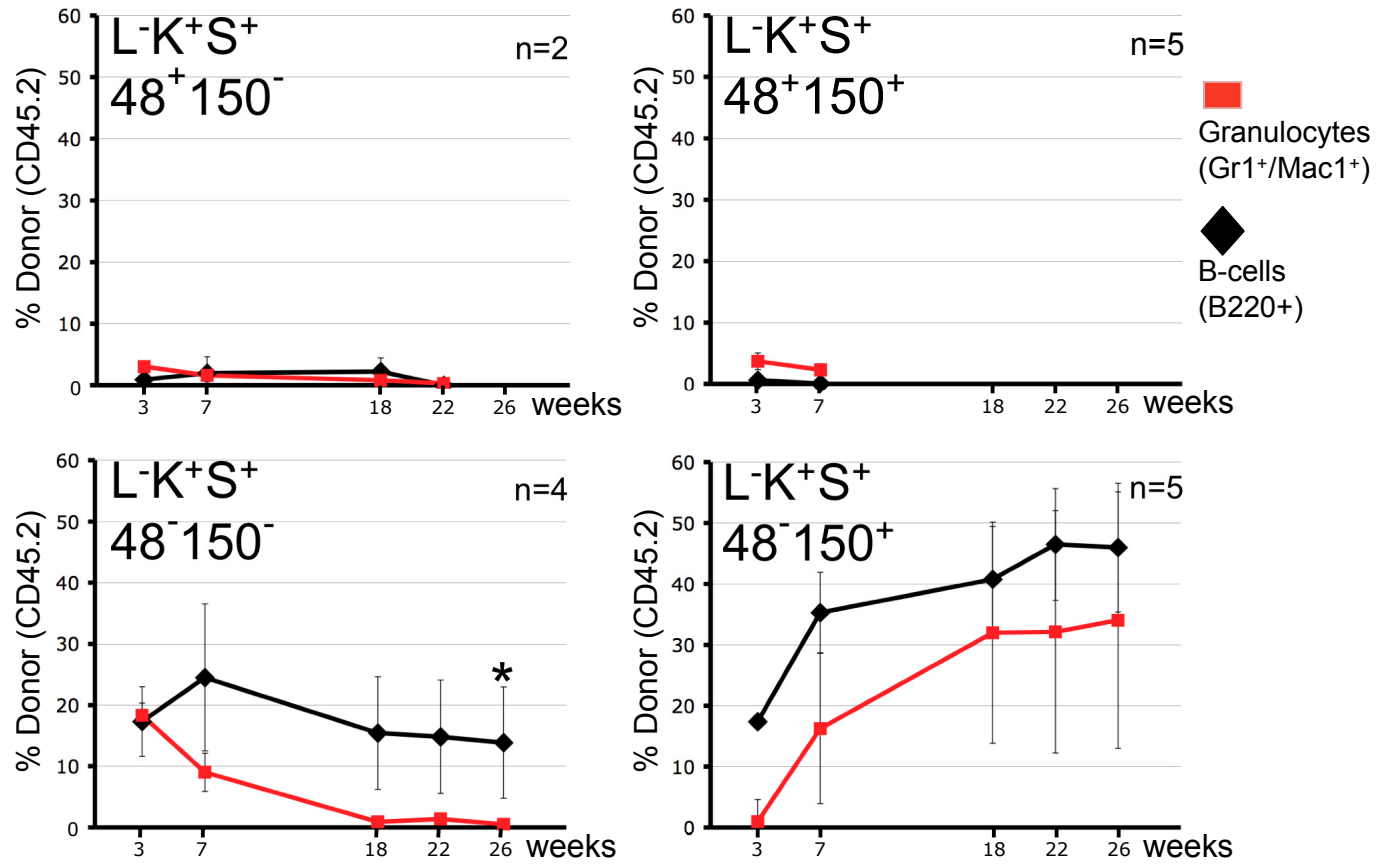 % Donor (CD45.2)
60
50
40
30
20
10
0
L⁻K⁺S⁺
48⁺150⁻
n=2
3 7 18 22 26 weeks
% Donor (CD45.2)
60
50
40
30
20
10
0
L⁻K⁺S⁺
48⁺150⁺
n=5
3 7 18 22 26 weeks
Granulocytes
(Gr1⁺/Mac1⁺)
B-cells
(B220+)
% Donor (CD45.2)
60
50
40
30
20
10
0
L⁻K⁺S⁺
48⁻150⁻
n=4
*
3 7 18 22 26 weeks
% Donor (CD45.2)
60
50
40
30
20
10
0
L⁻K⁺S⁺
48⁻150⁺
n=5
3 7 18 22 26 weeks